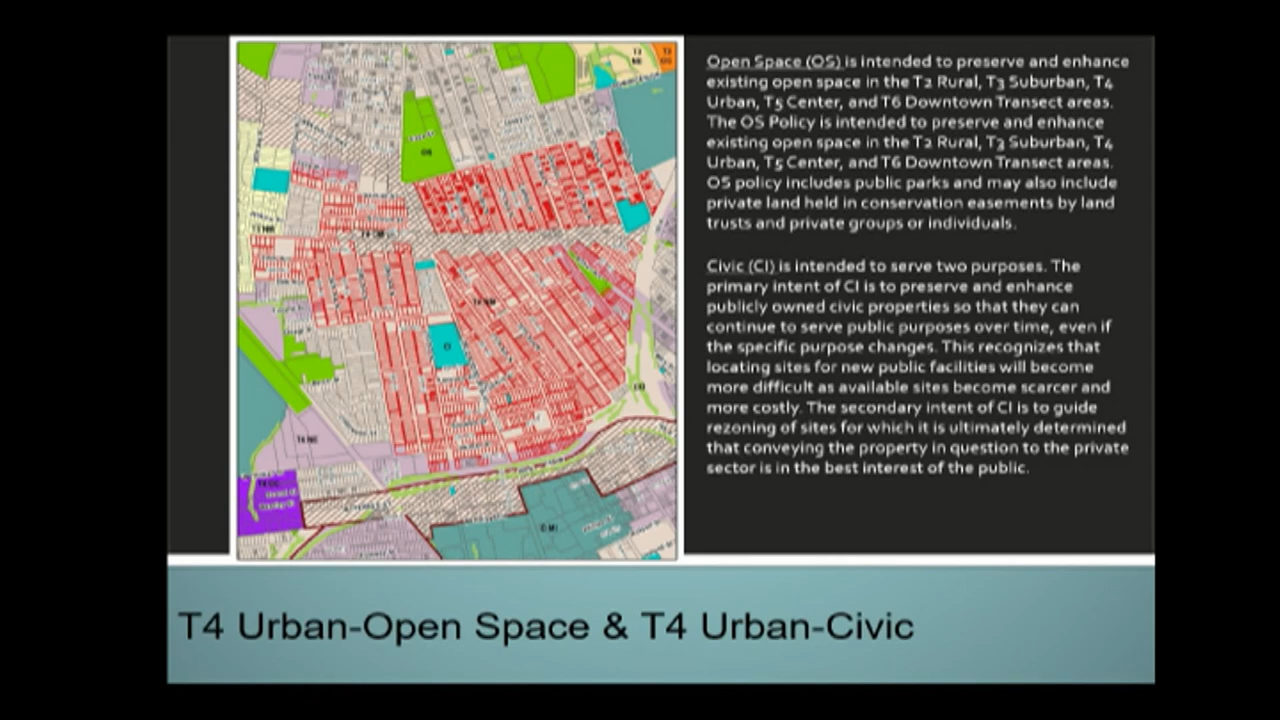 Open Space (OS) is intended to preserve and enhance
existing open space in the T2 Rural, T3 Suburban, T4
Urban, T5 Center, and T6 Downtown Transect areas.
The OS Policy is intended to preserve and enhance
existing open space in the T2 Rural, T3 Suburban, T4
Urban, T5 Center, and T6 Downtown Transect areas.
OS policy includes public parks and may also include
private land held in conservation easements by land
trusts and private groups or individuals.
Civic (CI) is intended to serve two purposes. The
primary intent of CI is to preserve and enhance
publicly owned civic properties so that they can
continue to serve public purposes over time, even if
the specific purpose changes. This recognizes that
locating sites for new public facilities will become
more difficult as available sites become scarcer and
more costly. The secondary intent of CI is to guide
rezoning of sites for which it is ultimately determined
that conveying the property in question to the private
sector is in the best interest of the public.
OS
CI
T4 NE
D MI
T4 Urban-Open Space & T4 Urban-Civic